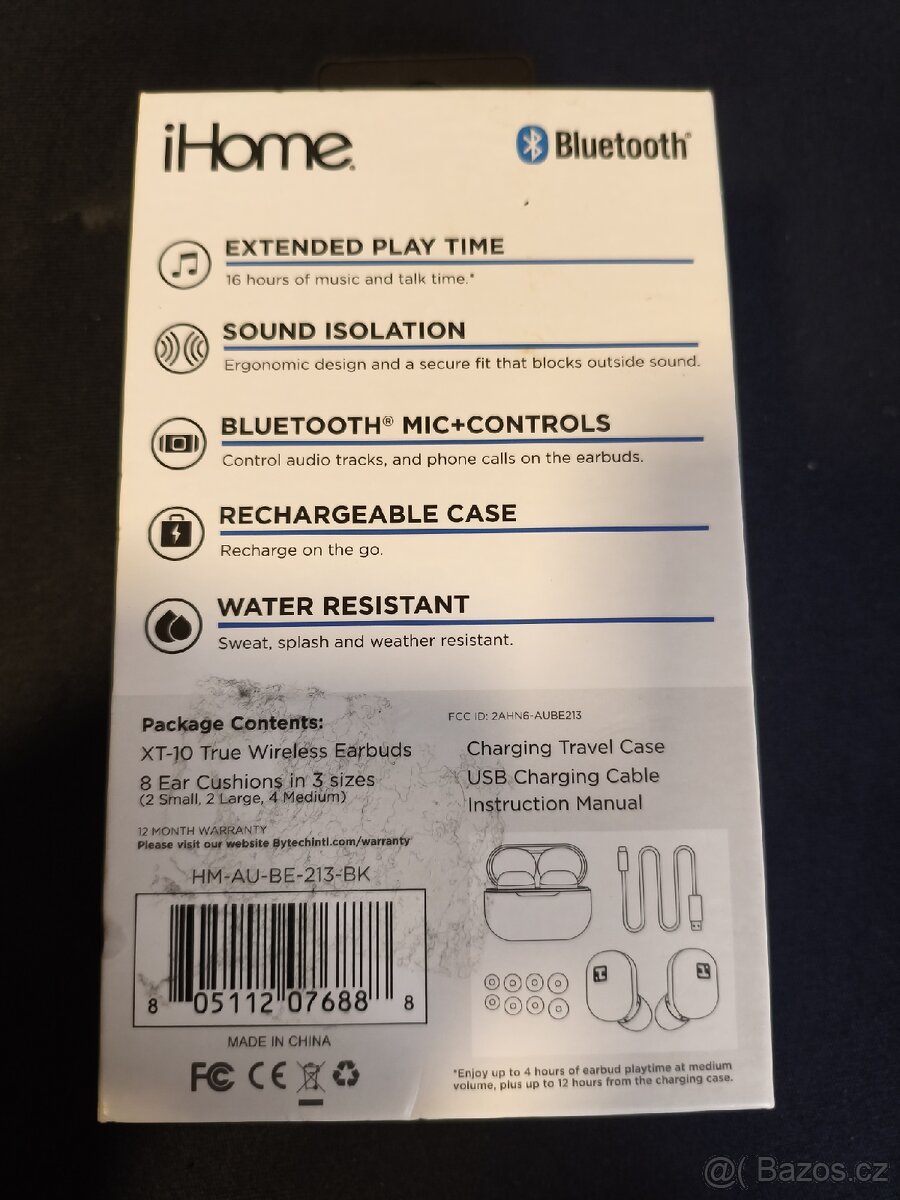 iHome®
Bluetooth®
EXTENDED PLAY TIME
16 hours of music and talk time.*
SOUND ISOLATION
Ergonomic design and a secure fit that blocks outside sound.
BLUETOOTH® MIC+CONTROLS
Control audio tracks, and phone calls on the earbuds.
RECHARGEABLE CASE
Recharge on the go.
WATER RESISTANT
Sweat, splash and weather resistant.
Package Contents:
XT-10 True Wireless Earbuds
8 Ear Cushions in 3 sizes
(2 Small, 2 Large, 4 Medium)
12 MONTH WARRANTY
Please visit our website Bytechintl.com/warranty
HM-AU-BE-213-BK
8 05112 07688 8
MADE IN CHINA
FC CE
FCC ID: 2AHN6-AUBE213
Charging Travel Case
USB Charging Cable
Instruction Manual
*Enjoy up to 4 hours of earbud playtime at medium
volume, plus up to 12 hours from the charging case.
@( Bazos.cz